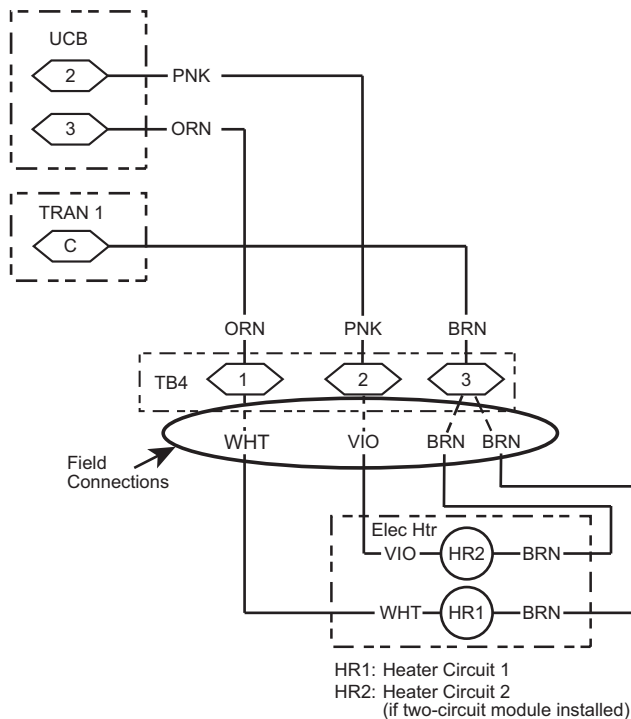 UCB
2
PNK
3
ORN
TRAN 1
C
ORN
PNK
BRN
TB4
1
2
3
WHT
VIO
BRN
BRN
Field
Connections
Elec Htr
VIO
HR2
BRN
WHT
HR1
BRN
HR1: Heater Circuit 1
HR2: Heater Circuit 2
(if two-circuit module installed)